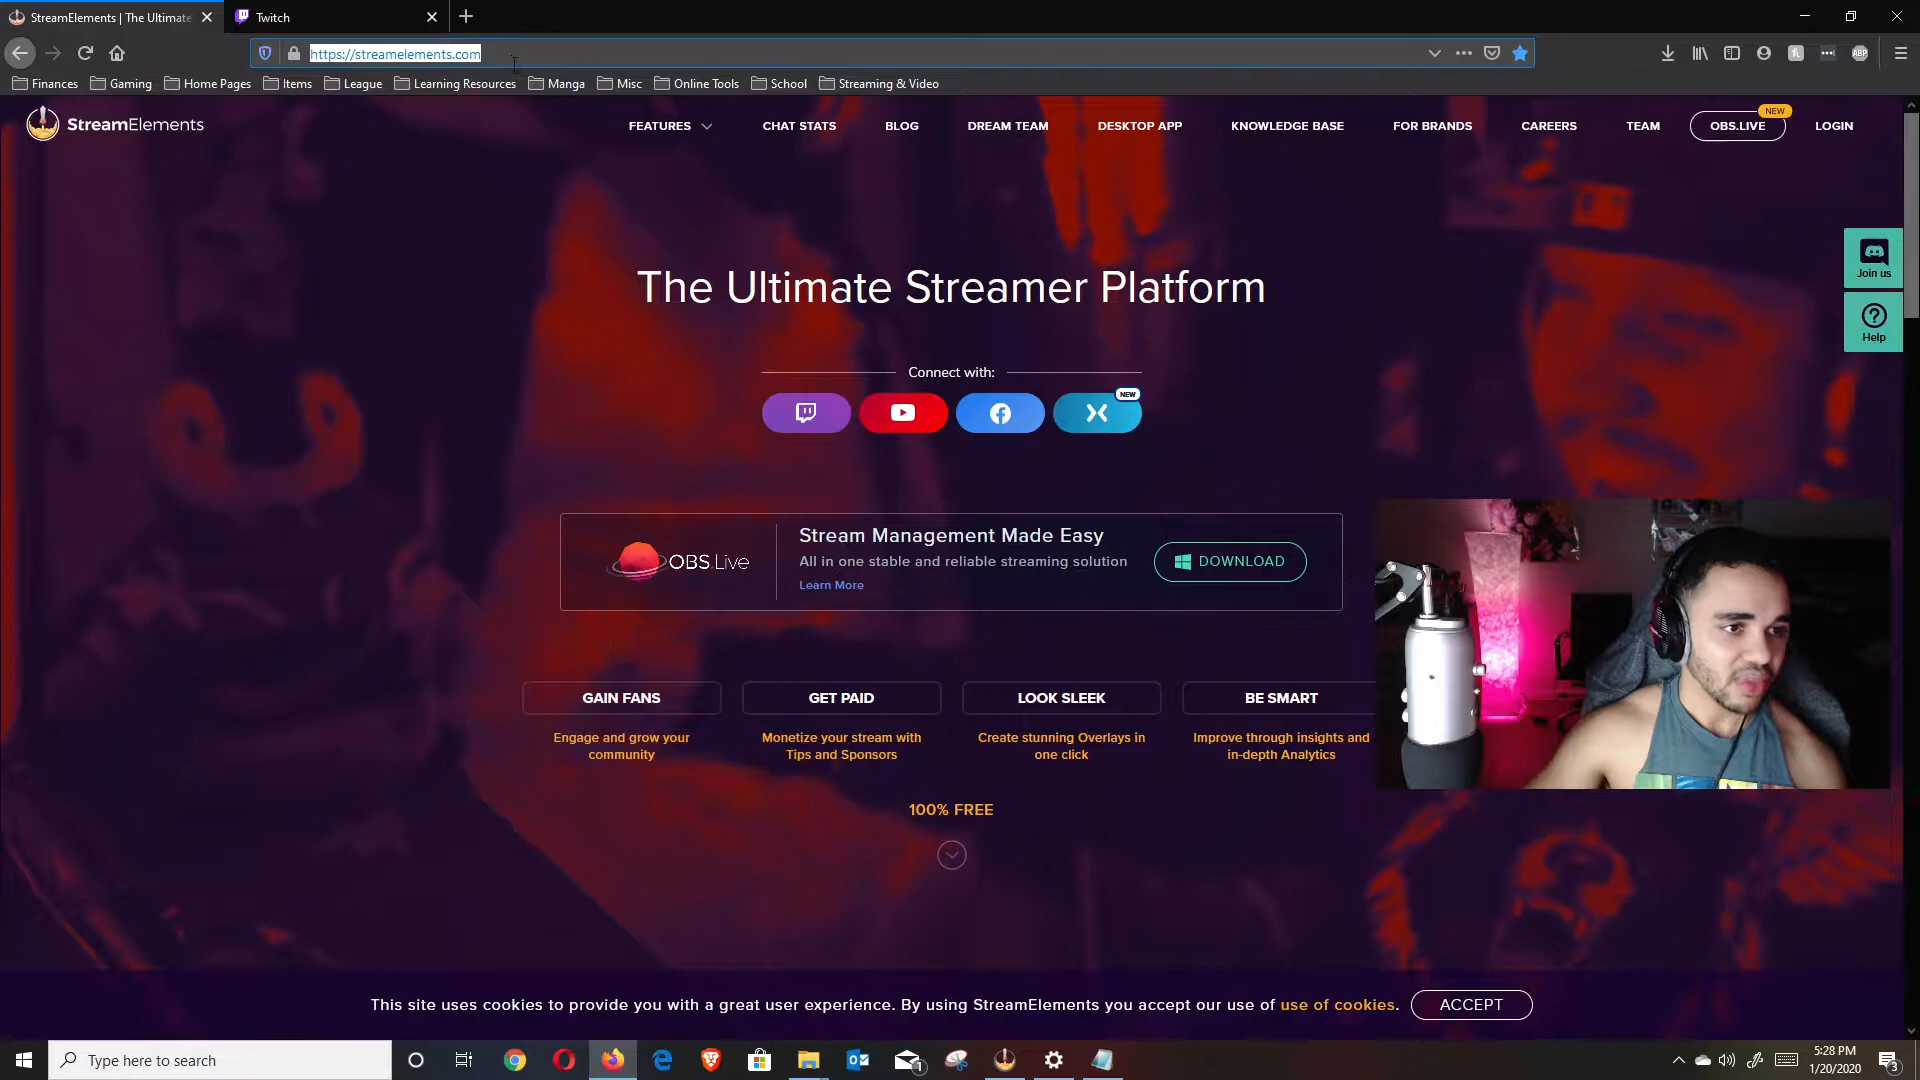 StreamElements | The Ultimate
Twitch
https://streamelements.com
Finances
Gaming
Home Pages
Items
League
Learning Resources
Manga
Misc
Online Tools
School
Streaming & Video
StreamElements
FEATURES
CHAT STATS
BLOG
DREAM TEAM
DESKTOP APP
KNOWLEDGE BASE
FOR BRANDS
CAREERS
TEAM
NEW
OBS.LIVE
LOGIN
Join us
Help
The Ultimate Streamer Platform
Connect with:
NEW
OBS.Live
Stream Management Made Easy
All in one stable and reliable streaming solution
Learn More
DOWNLOAD
GAIN FANS
Engage and grow your
community
GET PAID
Monetize your stream with
Tips and Sponsors
LOOK SLEEK
Create stunning Overlays in
one click
BE SMART
Improve through insights and
in-depth Analytics
100% FREE
This site uses cookies to provide you with a great user experience. By using StreamElements you accept our use of use of cookies.
ACCEPT
Type here to search
1
5:28 PM
1/20/2020
3